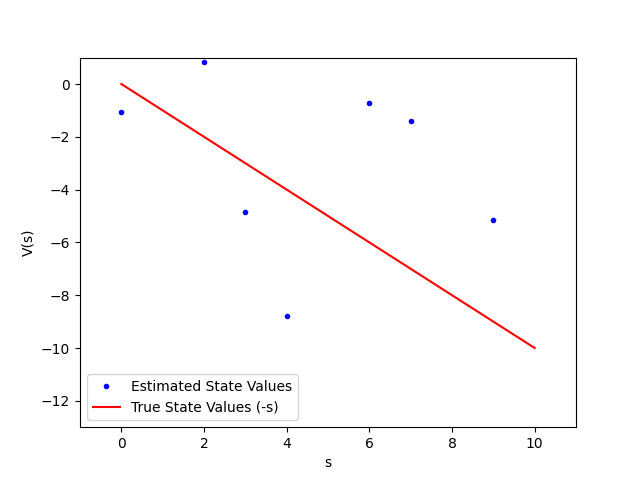 0
−2
−4
−6
−8
−10
−12
V(s)
Estimated State Values
True State Values (-s)
0 2 4 6 8 10
s